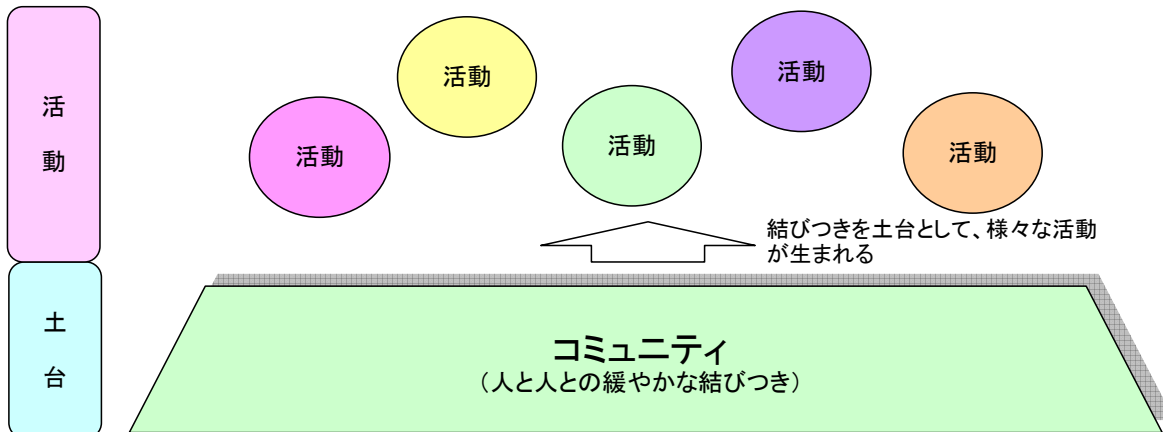 活動
活動
活動
活動
活動
活動
結びつきを土台として、様々な活動
が生まれる
土台
コミュニティ
（人と人との緩やかな結びつき）